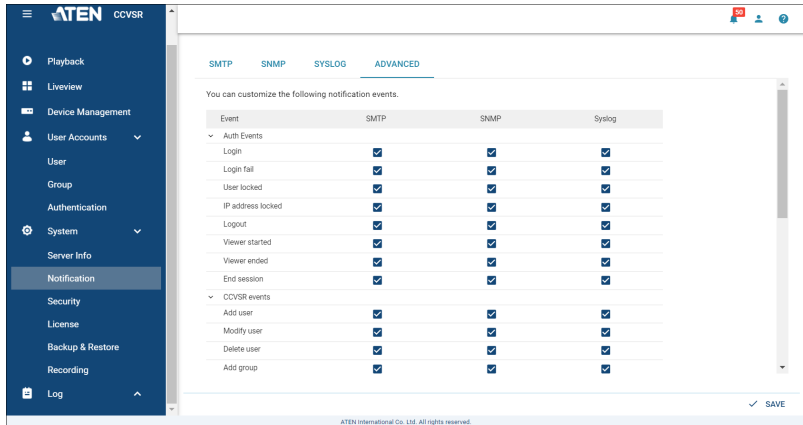 ATEN CCVSR
50
Playback
Liveview
Device Management
User Accounts
User
Group
Authentication
System
Server Info
Notification
Security
License
Backup & Restore
Recording
Log
SMTP SNMP SYSLOG ADVANCED
You can customize the following notification events.
Event SMTP SNMP Syslog
Auth Events
Login
Login fail
User locked
IP address locked
Logout
Viewer started
Viewer ended
End session
CCVSR events
Add user
Modify user
Delete user
Add group
SAVE
ATEN International Co. Ltd. All rights reserved.